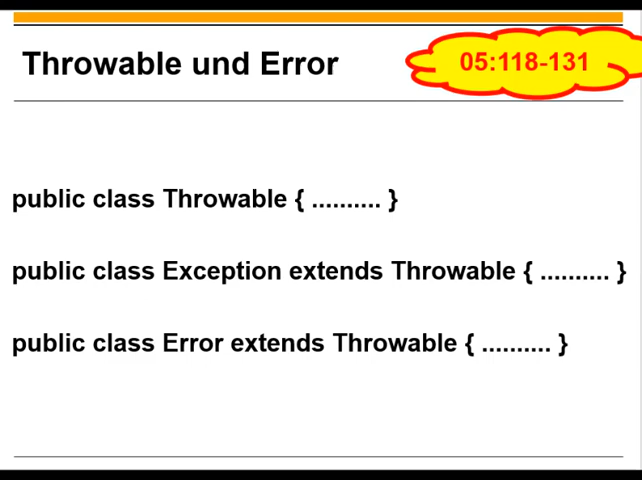 Throwable und Error
05:118-131
public class Throwable { .......... }
public class Exception extends Throwable { .......... }
public class Error extends Throwable { .......... }